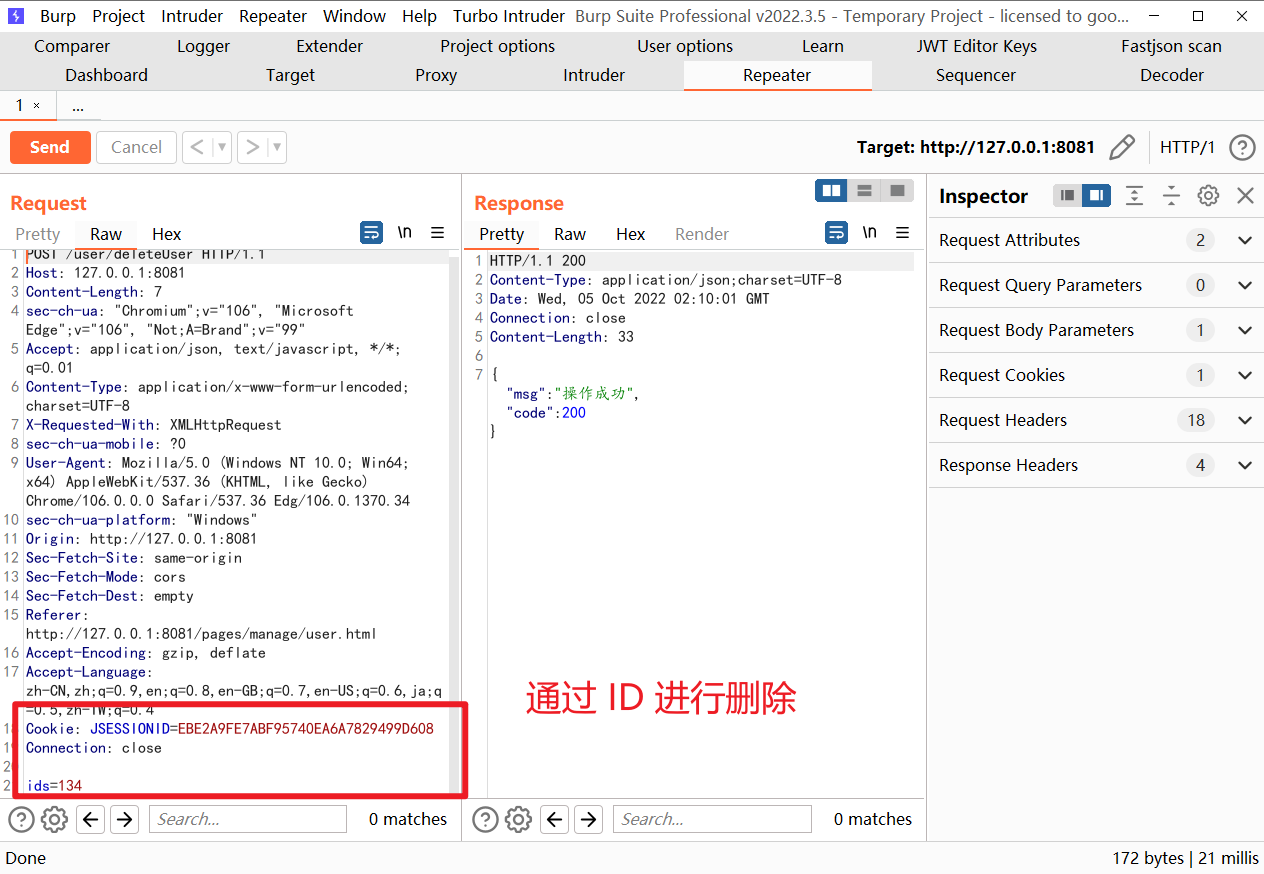 Burp Project Intruder Repeater Window Help Turbo Intruder Burp Suite Professional v2022.3.5 - Temporary Project - licensed to goo...
Comparer Logger Extender Project options User options Learn JWT Editor Keys Fastjson scan
Dashboard Target Proxy Intruder Repeater Sequencer Decoder
1 × ...
Send Cancel < > Target: http://127.0.0.1:8081 HTTP/1 ?
Request
Pretty Raw Hex \n
1 POST /user/deleteUser HTTP/1.1
2 Host: 127.0.0.1:8081
3 Content-Length: 7
4 sec-ch-ua: "Chromium";v="106", "Microsoft
Edge";v="106", "Not;A=Brand";v="99"
5 Accept: application/json, text/javascript, */*;
q=0.01
6 Content-Type: application/x-www-form-urlencoded;
charset=UTF-8
7 X-Requested-With: XMLHttpRequest
8 sec-ch-ua-mobile: ?0
9 User-Agent: Mozilla/5.0 (Windows NT 10.0; Win64;
x64) AppleWebKit/537.36 (KHTML, like Gecko)
Chrome/106.0.0.0 Safari/537.36 Edg/106.0.1370.34
10 sec-ch-ua-platform: "Windows"
11 Origin: http://127.0.0.1:8081
12 Sec-Fetch-Site: same-origin
13 Sec-Fetch-Mode: cors
14 Sec-Fetch-Dest: empty
15 Referer:
http://127.0.0.1:8081/pages/manage/user.html
16 Accept-Encoding: gzip, deflate
17 Accept-Language:
zh-CN,zh;q=0.9,en;q=0.8,en-GB;q=0.7,en-US;q=0.6,ja;q
=0.5,zh-TW;q=0.4
Cookie: JSESSIONID=EBE2A9FE7ABF95740EA6A7829499D608
Connection: close
ids=134
? Search... 0 matches
Response
Pretty Raw Hex Render \n
1 HTTP/1.1 200
2 Content-Type: application/json;charset=UTF-8
3 Date: Wed, 05 Oct 2022 02:10:01 GMT
4 Connection: close
5 Content-Length: 33
6
7 {
"msg":"操作成功",
"code":200
}
通过 ID 进行删除
? Search... 0 matches
Inspector
Request Attributes 2
Request Query Parameters 0
Request Body Parameters 1
Request Cookies 1
Request Headers 18
Response Headers 4
Done 172 bytes | 21 millis